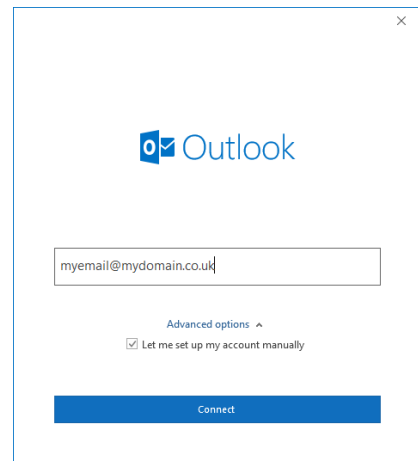 Outlook
myemail@mydomain.co.uk
Advanced options
Let me set up my account manually
Connect